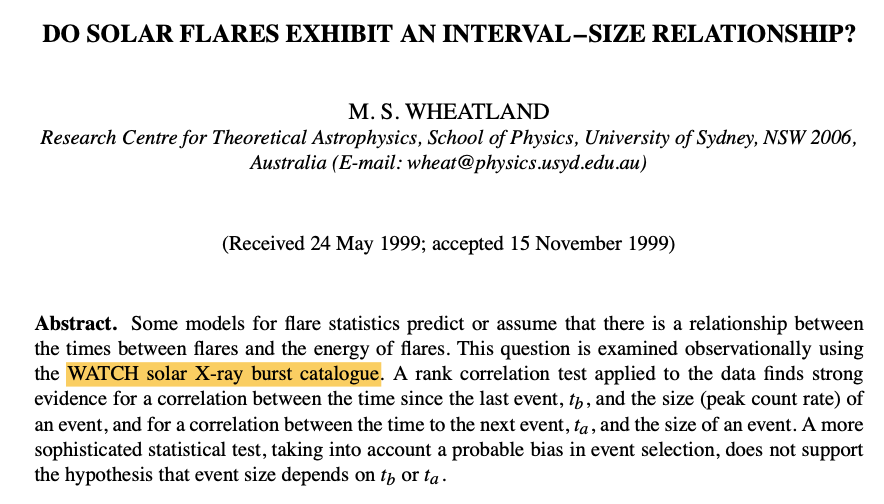 DO SOLAR FLARES EXHIBIT AN INTERVAL–SIZE RELATIONSHIP?
M. S. WHEATLAND
Research Centre for Theoretical Astrophysics, School of Physics, University of Sydney, NSW 2006,
Australia (E-mail: wheat@physics.usyd.edu.au)
(Received 24 May 1999; accepted 15 November 1999)
Abstract. Some models for flare statistics predict or assume that there is a relationship between
the times between flares and the energy of flares. This question is examined observationally using
the WATCH solar X-ray burst catalogue. A rank correlation test applied to the data finds strong
evidence for a correlation between the time since the last event, t_b, and the size (peak count rate) of
an event, and for a correlation between the time to the next event, t_a, and the size of an event. A more
sophisticated statistical test, taking into account a probable bias in event selection, does not support
the hypothesis that event size depends on t_b or t_a.